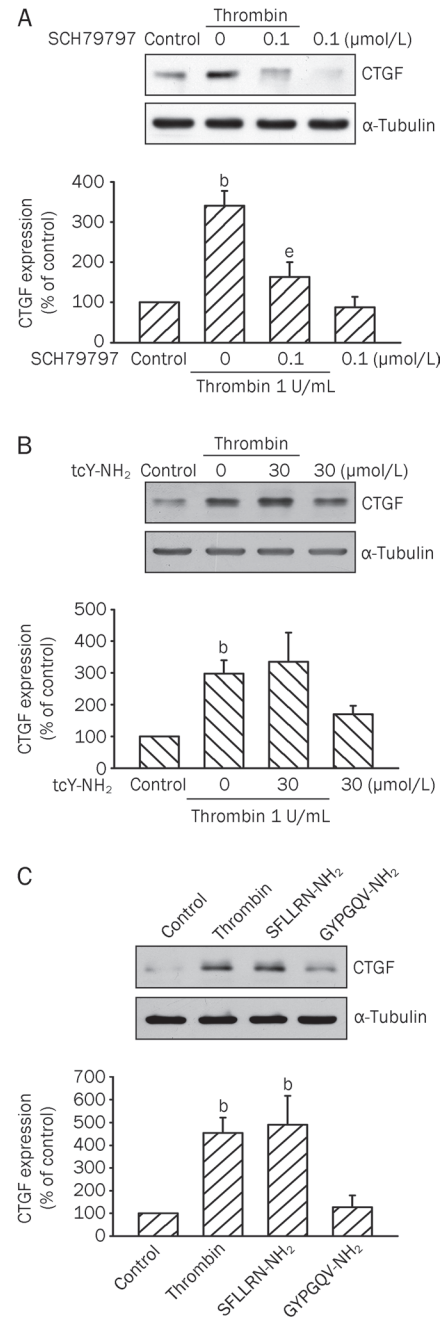 A
Thrombin
SCH79797 Control 0 0.1 0.1 (μmol/L)
CTGF
α-Tubulin
CTGF expression
(% of control)
400
300
200
100
0
b
e
SCH79797 Control 0 0.1 0.1 (μmol/L)
Thrombin 1 U/mL
B
Thrombin
tcY-NH₂ Control 0 30 30 (μmol/L)
CTGF
α-Tubulin
CTGF expression
(% of control)
500
400
300
200
100
0
b
tcY-NH₂ Control 0 30 30 (μmol/L)
Thrombin 1 U/mL
C
Control Thrombin SFLLRN-NH₂ GYPGQV-NH₂
CTGF
α-Tubulin
CTGF expression
(% of control)
700
600
500
400
300
200
100
0
b
b
Control Thrombin SFLLRN-NH₂ GYPGQV-NH₂